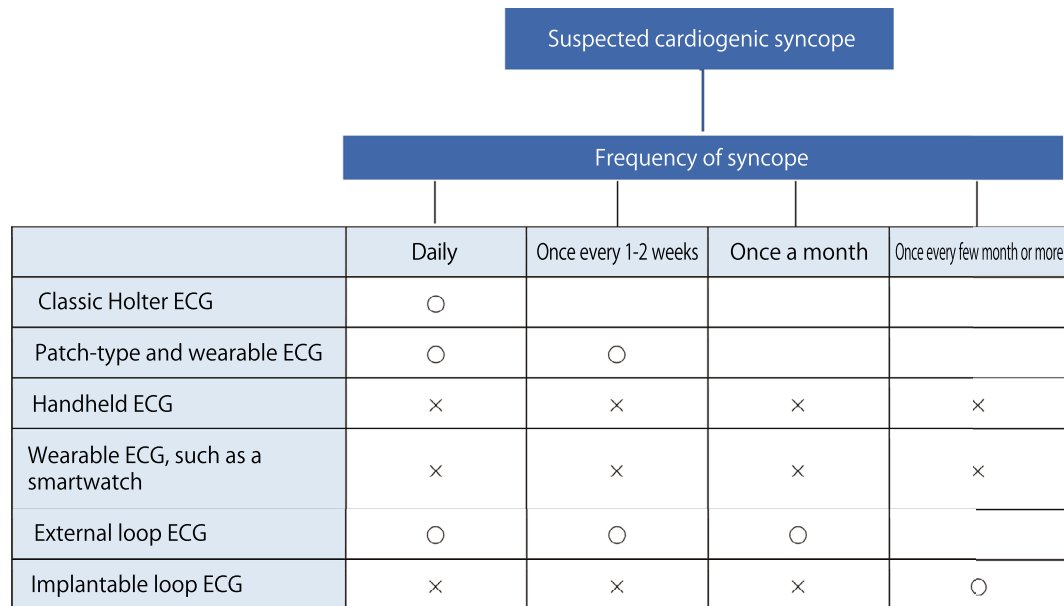 Suspected cardiogenic syncope
Frequency of syncope
Daily Once every 1-2 weeks Once a month Once every few month or more
Classic Holter ECG ○
Patch-type and wearable ECG ○ ○
Handheld ECG × × × ×
Wearable ECG, such as a
smartwatch × × × ×
External loop ECG ○ ○ ○
Implantable loop ECG × × × ○